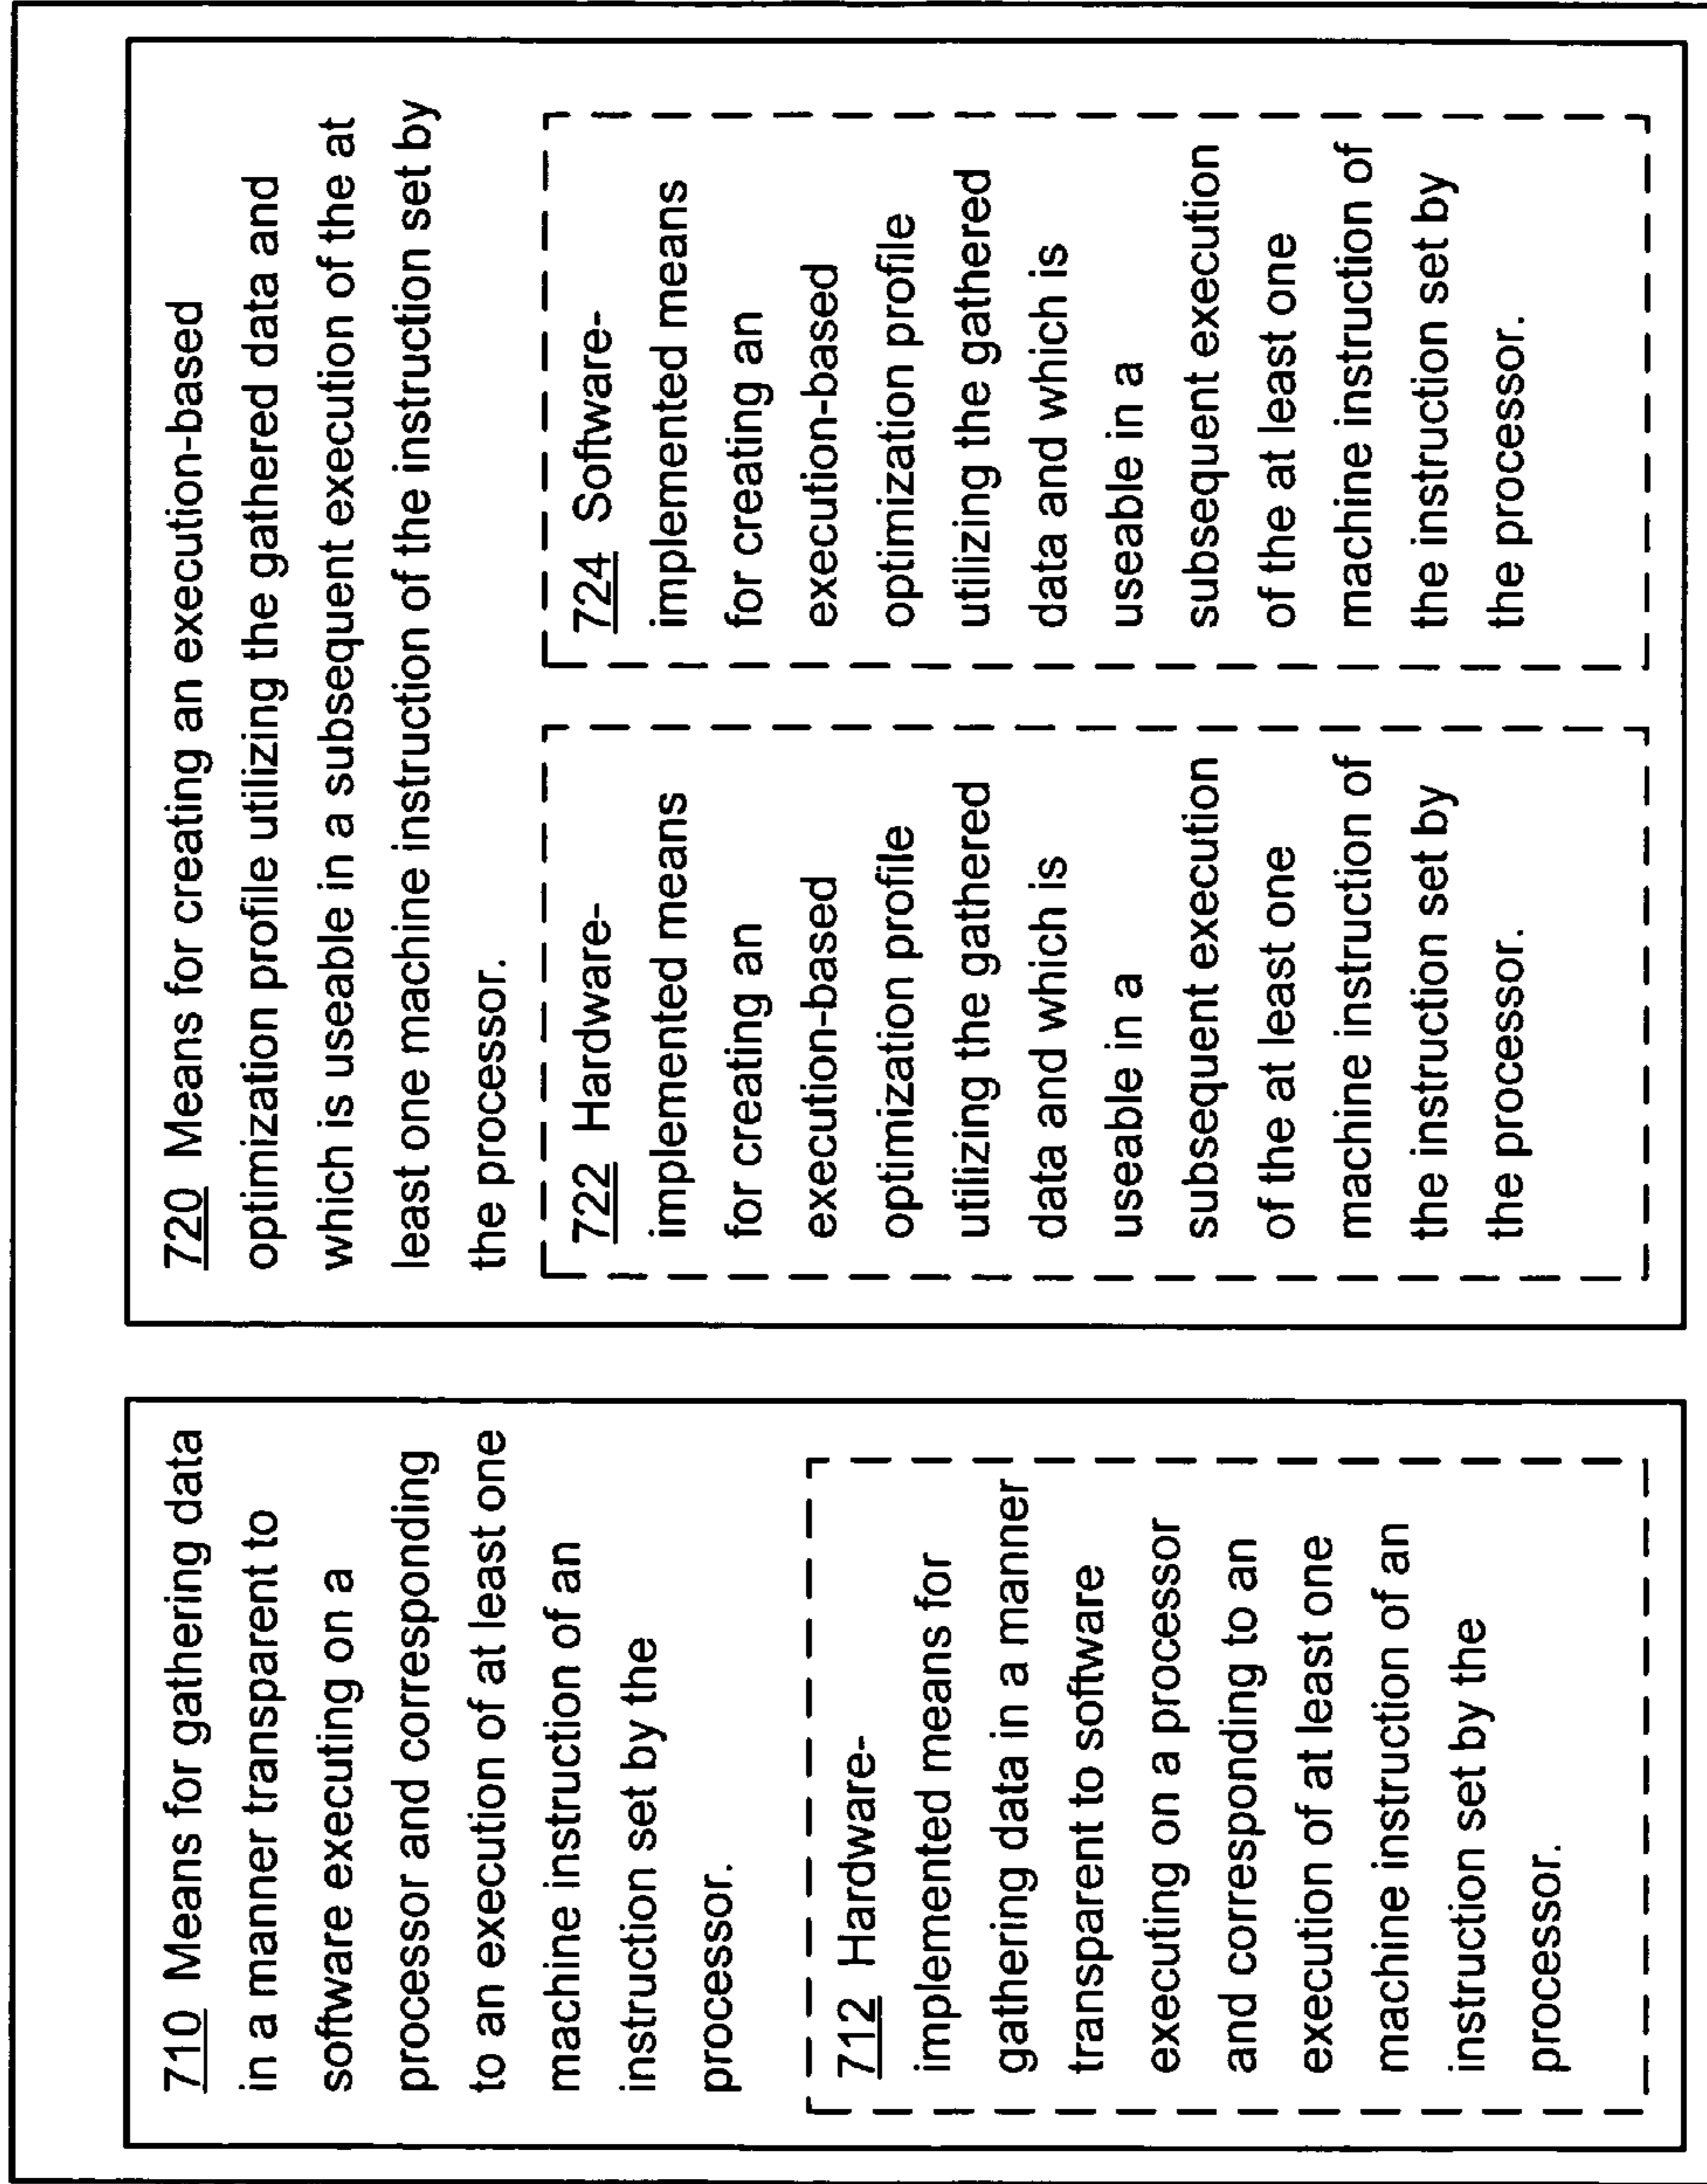 710 Means for gathering data
in a manner transparent to
software executing on a
processor and corresponding
to an execution of at least one
machine instruction of an
instruction set by the
processor.
712 Hardware-
implemented means for
gathering data in a manner
transparent to software
executing on a processor
and corresponding to an
execution of at least one
machine instruction of an
instruction set by the
processor.
720 Means for creating an execution-based
optimization profile utilizing the gathered data and
which is useable in a subsequent execution of the at
least one machine instruction of the instruction set by
the processor.
722 Hardware-
implemented means
for creating an
execution-based
optimization profile
utilizing the gathered
data and which is
useable in a
subsequent execution
of the at least one
machine instruction of
the instruction set by
the processor.
724 Software-
implemented means
for creating an
execution-based
optimization profile
utilizing the gathered
data and which is
useable in a
subsequent execution
of the at least one
machine instruction of
the instruction set by
the processor.